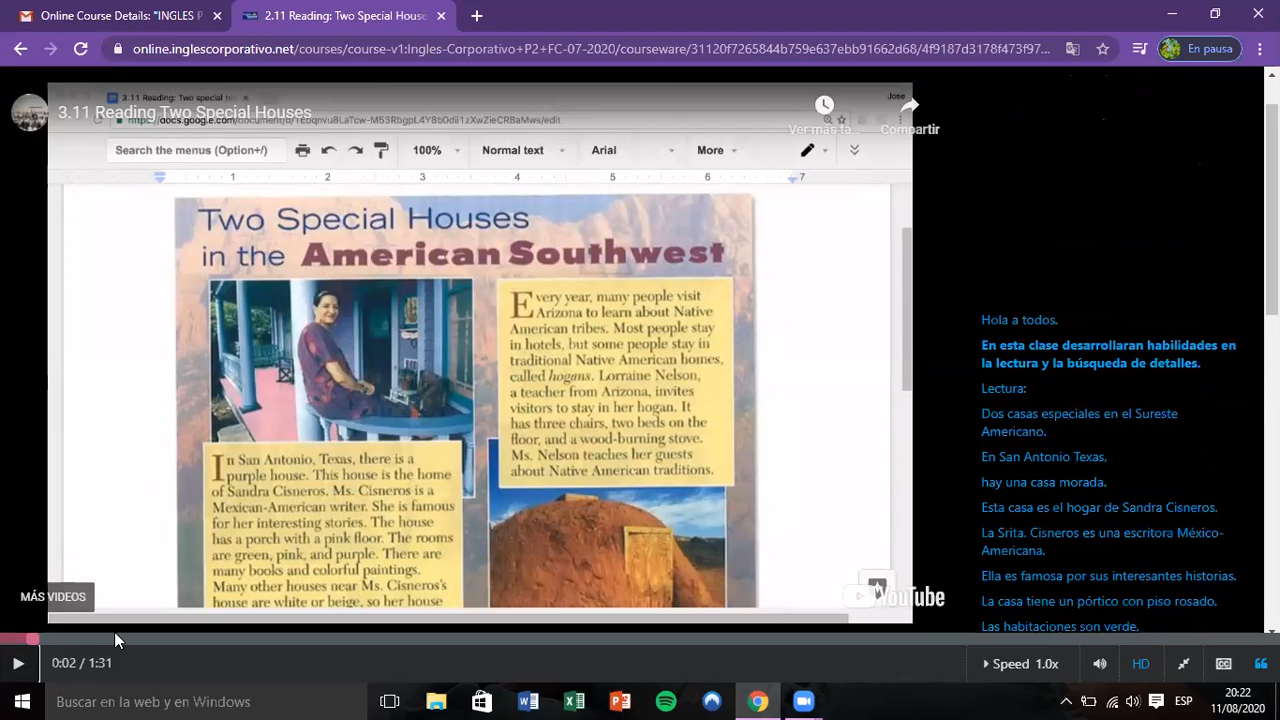 Online Course Details: "INGLES P
2.11 Reading: Two Special House
online.inglescorporativo.net/courses/course-v1:Ingles-Corporativo+P2+FC-07-2020/courseware/31120f7265844b759e637ebb91662d68/4f9187d3178f473f97...
En pausa
3.11 Reading: Two special h
Jose
3.11 Reading Two Special Houses
Ver más ta...
Compartir
Search the menus (Option+/)
100%
Normal text
Arial
More
1 2 3 4 5 6 7
Two Special Houses
in the American Southwest
Every year, many people visit
Arizona to learn about Native
American tribes. Most people stay
in hotels, but some people stay in
traditional Native American homes,
called hogans. Lorraine Nelson,
a teacher from Arizona, invites
visitors to stay in her hogan. It
has three chairs, two beds on the
floor, and a wood-burning stove.
Ms. Nelson teaches her guests
about Native American traditions.
In San Antonio, Texas, there is a
purple house. This house is the home
of Sandra Cisneros. Ms. Cisneros is a
Mexican-American writer. She is famous
for her interesting stories. The house
has a porch with a pink floor. The rooms
are green, pink, and purple. There are
many books and colorful paintings.
Many other houses near Ms. Cisneros's
house are white or beige, so her house
MÁS VIDEOS
YouTube
Hola a todos.
En esta clase desarrollaran habilidades en
la lectura y la búsqueda de detalles.
Lectura:
Dos casas especiales en el Sureste
Americano.
En San Antonio Texas,
hay una casa morada.
Esta casa es el hogar de Sandra Cisneros.
La Srita. Cisneros es una escritora México-
Americana.
Ella es famosa por sus interesantes historias.
La casa tiene un pórtico con piso rosado.
Las habitaciones son verde,
0:02 / 1:31
Speed 1.0x
HD
Buscar en la web y en Windows
ESP
20:22
11/08/2020